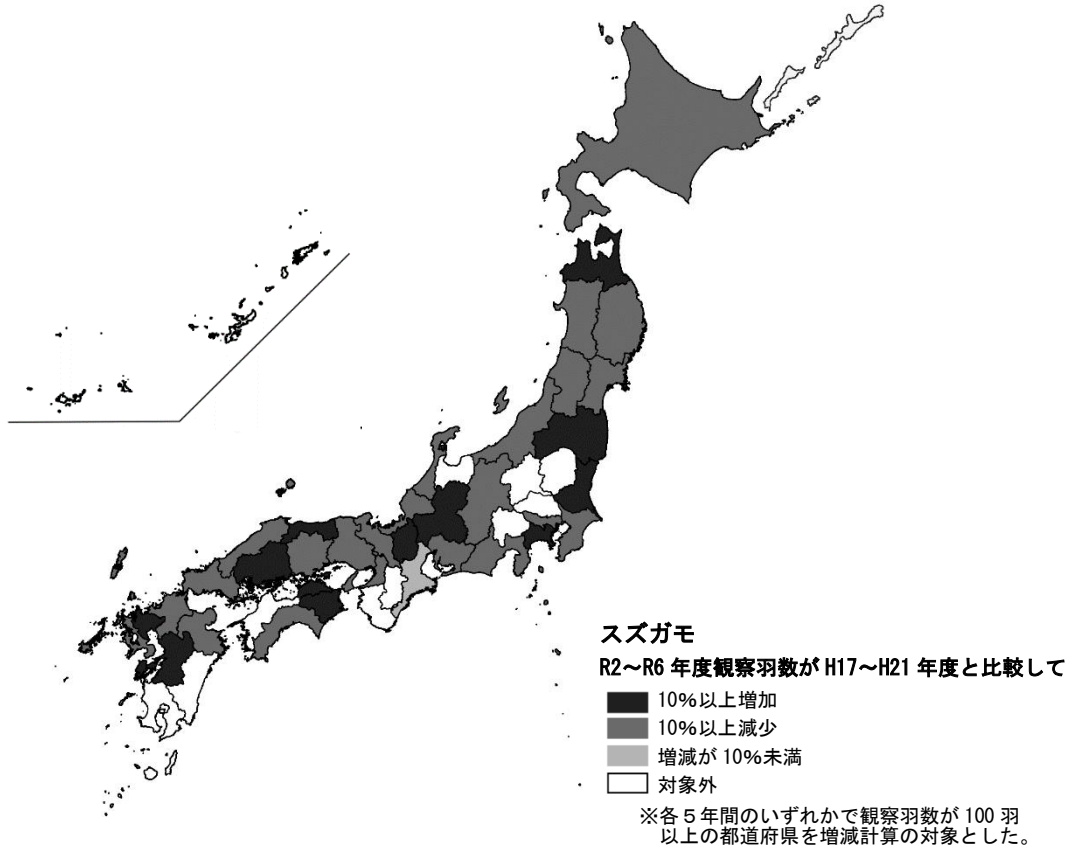 スズガモ
R2～R6 年度観察羽数が H17～H21 年度と比較して
10%以上増加
10%以上減少
増減が 10%未満
対象外
※各５年間のいずれかで観察羽数が 100 羽
以上の都道府県を増減計算の対象とした。